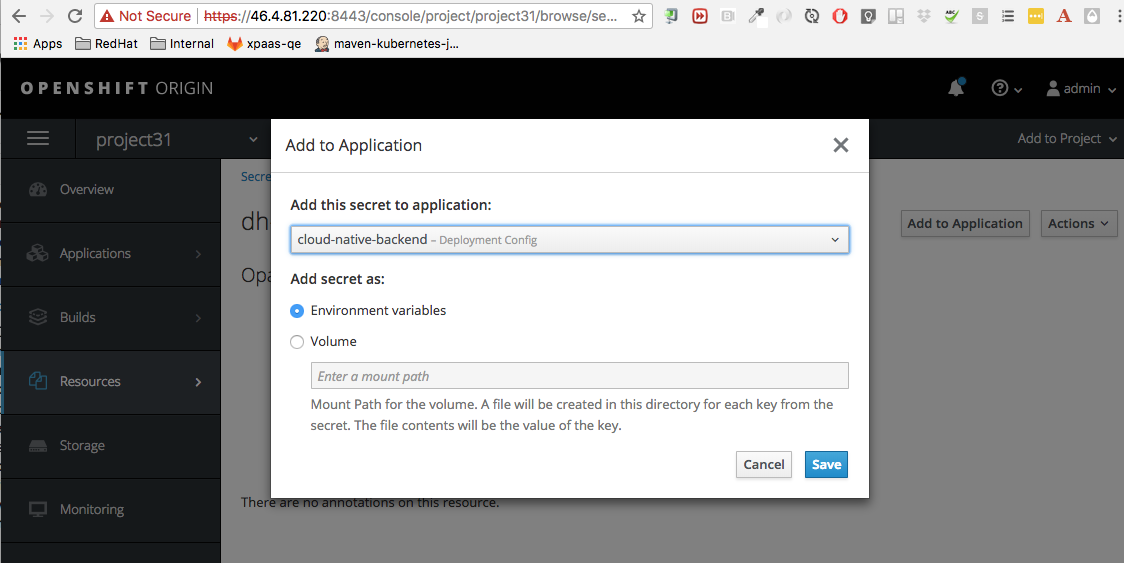 Not Secure https://46.4.81.220:8443/console/project/project31/browse/se...
Apps RedHat Internal xpaas-qe maven-kubernetes-j...
OPENSHIFT ORIGIN
admin
project31
Add to Project
Overview
Applications
Builds
Resources
Storage
Monitoring
Secre
dh
Opa
Add to Application
Actions
Add to Application
Add this secret to application:
cloud-native-backend – Deployment Config
Add secret as:
Environment variables
Volume
Enter a mount path
Mount Path for the volume. A file will be created in this directory for each key from the
secret. The file contents will be the value of the key.
Cancel
Save
There are no annotations on this resource.